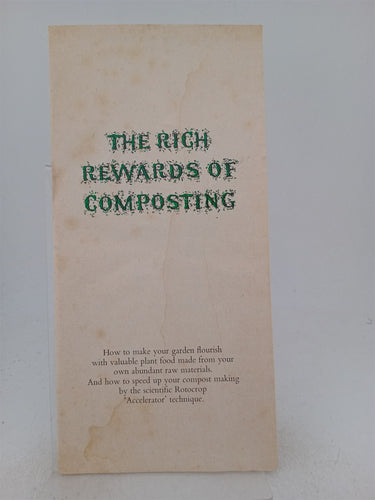 THE RICH
REWARDS OF
COMPOSTING
How to make your garden flourish
with valuable plant food made from your
own abundant raw materials.
And how to speed up your compost making
by the scientific Rotocrop
'Accelerator' technique.